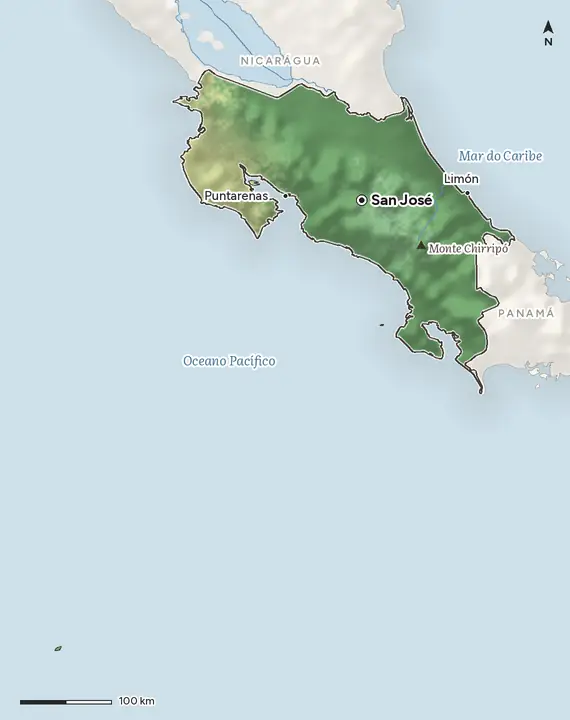 N
NICARÁGUA
Mar do Caribe
Limón
Puntarenas
San José
Monte Chirripó
PANAMÁ
Oceano Pacífico
100 km